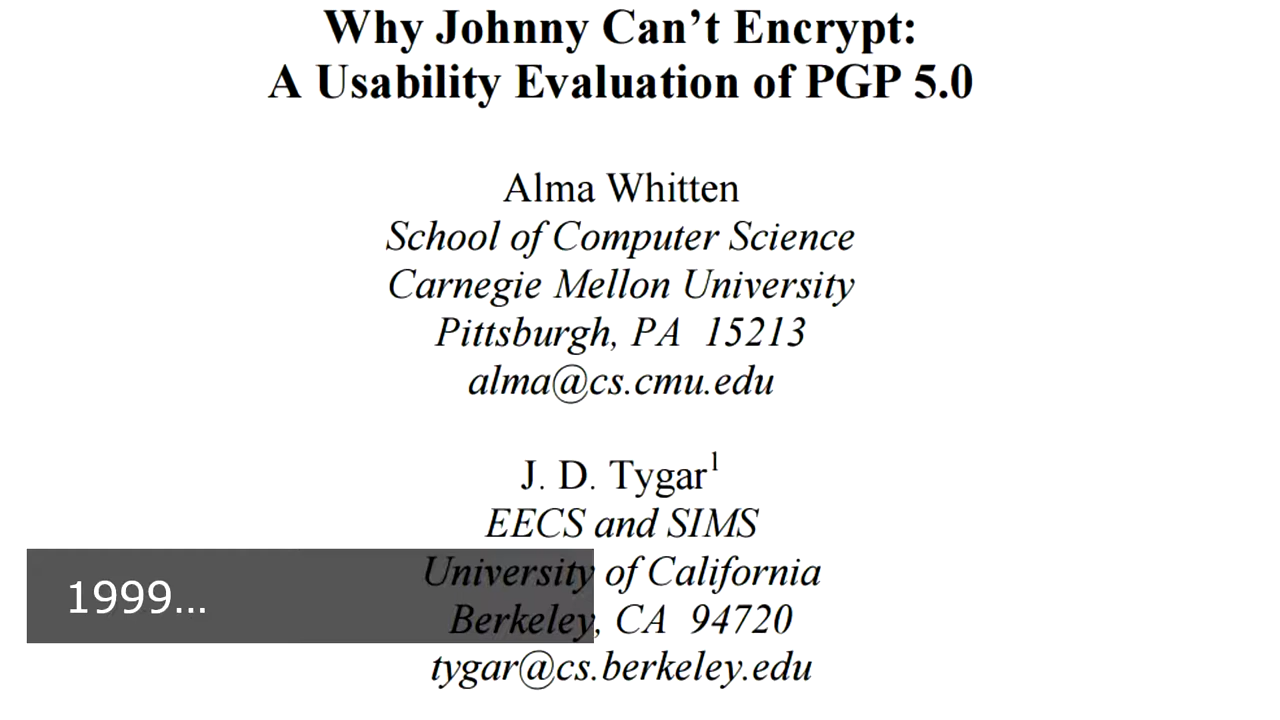 Why Johnny Can’t Encrypt:
A Usability Evaluation of PGP 5.0
Alma Whitten
School of Computer Science
Carnegie Mellon University
Pittsburgh, PA 15213
alma@cs.cmu.edu
J. D. Tygar1
EECS and SIMS
University of California
Berkeley, CA 94720
tygar@cs.berkeley.edu
1999...